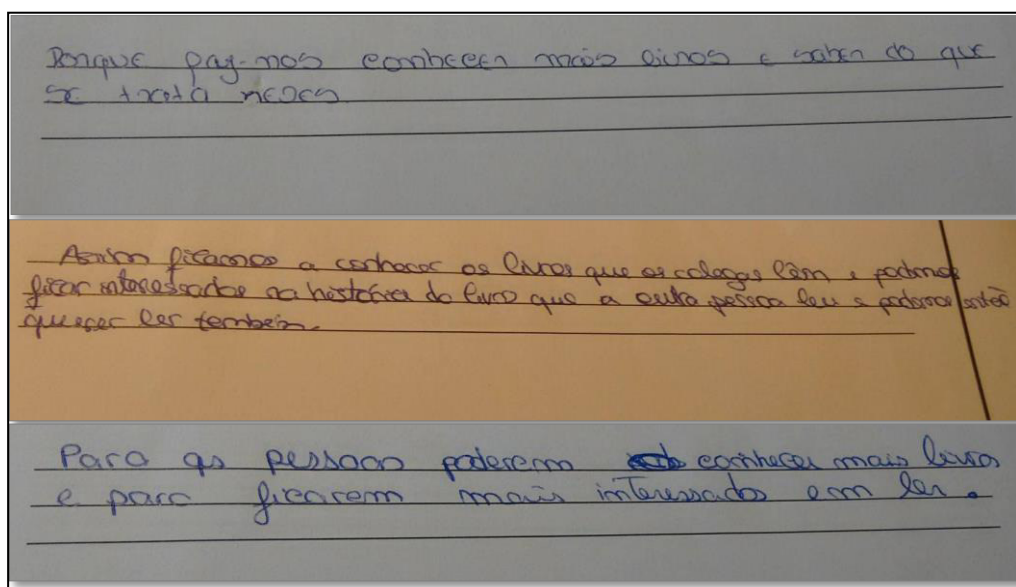 Porque faz-nos conhecer mais livros e saber do que
se trata neles
Assim ficamos a conhecer os livros que os colegas lêm e podemos
ficar interessados na história do livro que a outra pessoa leu e podemos então
querer ler também.
Para as pessoas poderem conhecer mais livros
e para ficarem mais interessados em ler.